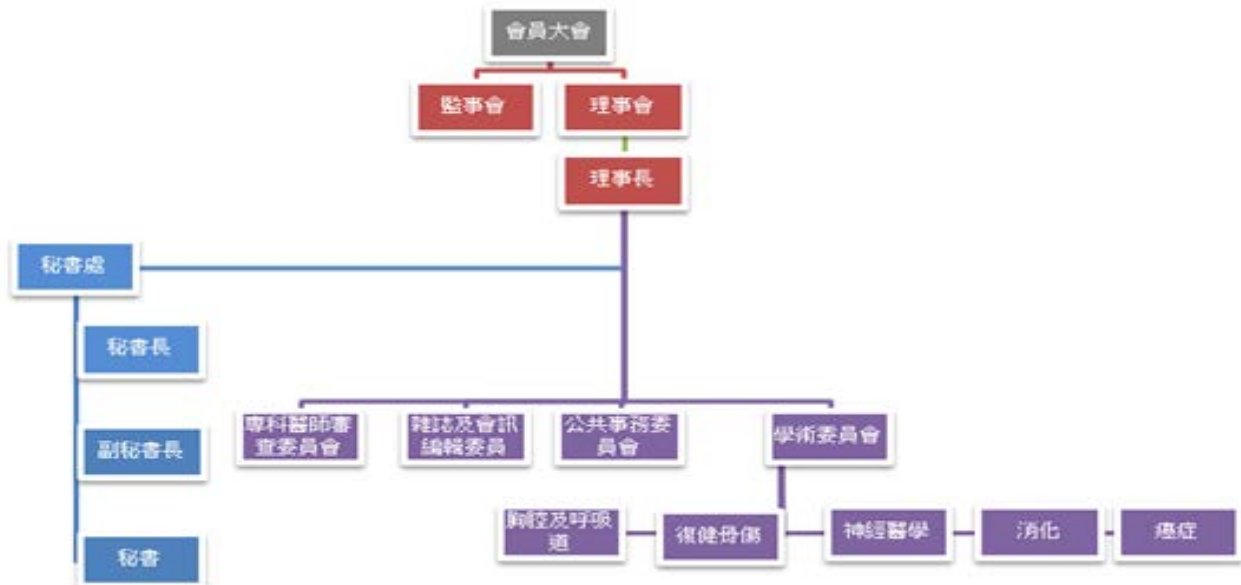 會員大會
監事會
理事會
理事長
秘書處
秘書長
副秘書長
秘書
專科醫師審
查委員會
雜誌及會訊
編輯委員
公共事務委
員會
學術委員會
胸腔及呼吸
道
復健骨傷
神經醫學
消化
癌症